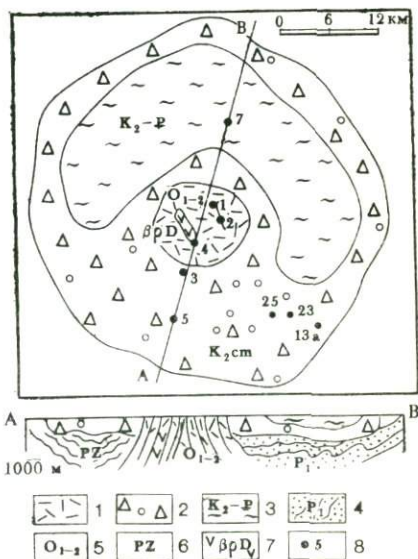 0 6 12 км
B
7
K₂-P
O₁₋₂
1
2
βρD
4
3
5
25
23
13а
K₂cm
A
A B
PZ O₁₋₂ P₁
1000 м
1 2 K₂-P 3 P₁ 4
O₁₋₂ 5 PZ 6 βρD 7 5 8